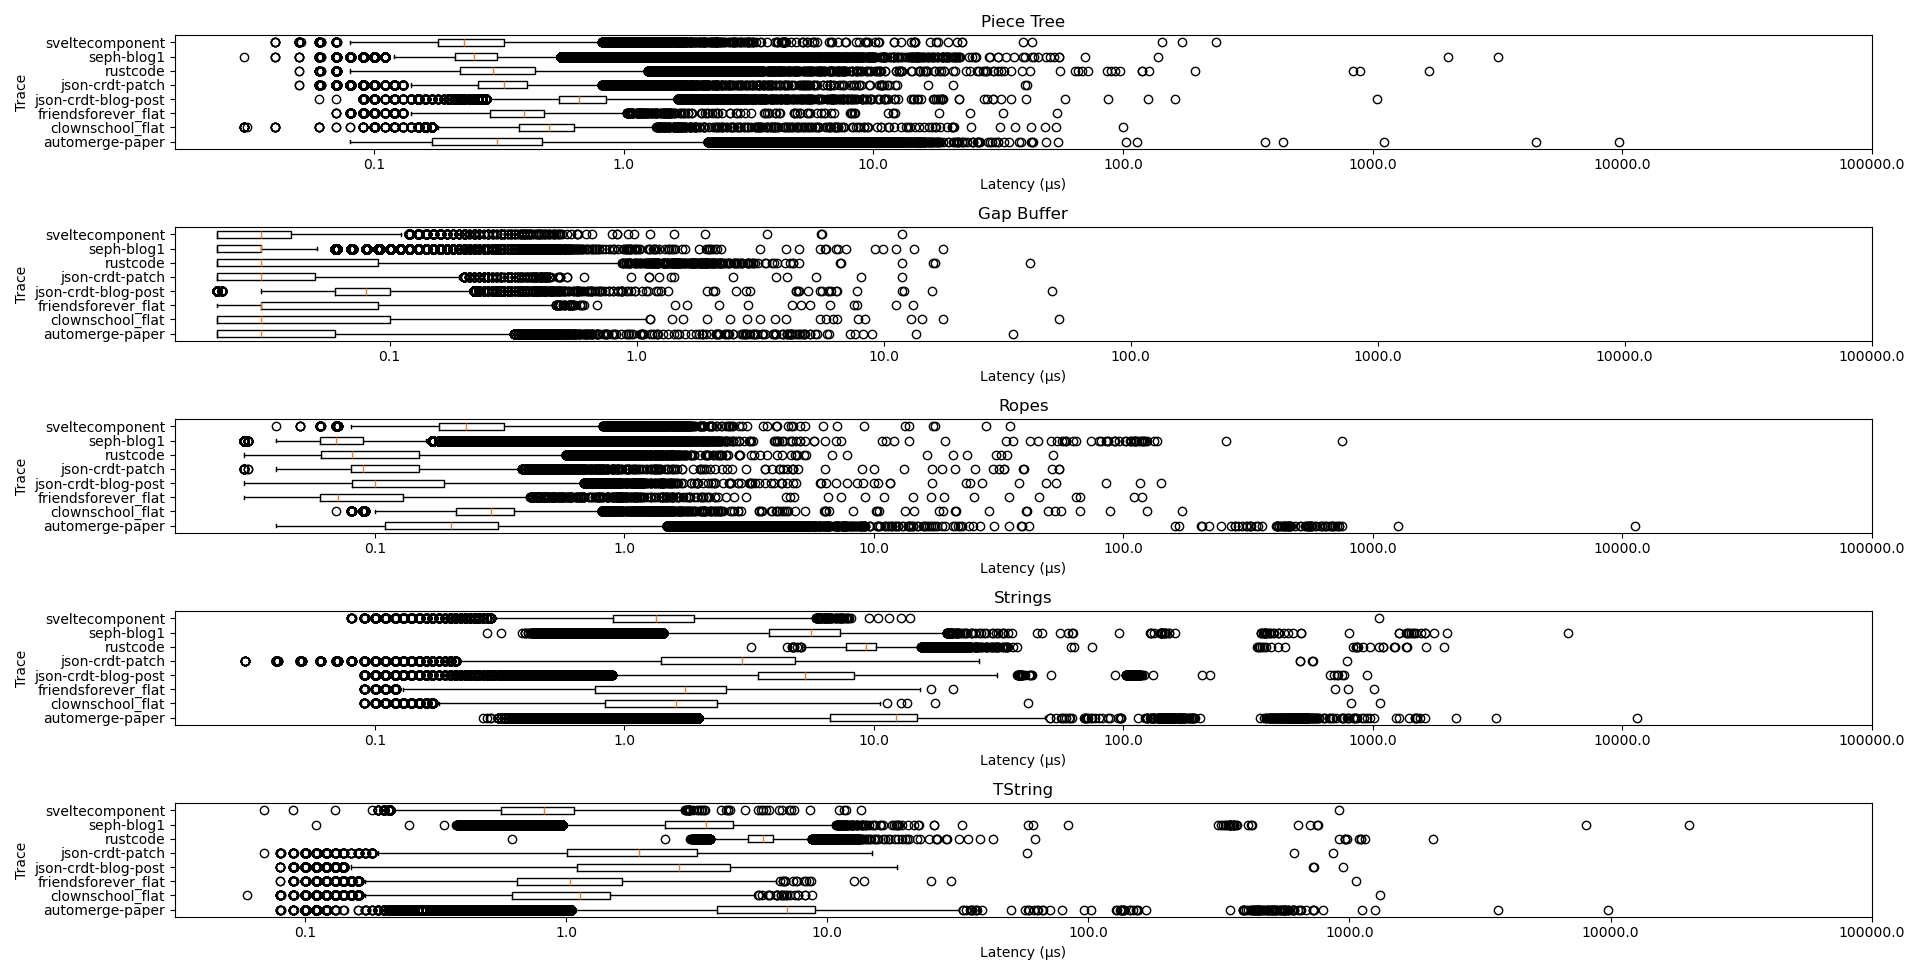 Piece Tree
Trace
sveltecomponent
seph-blog1
rustcode
json-crdt-patch
json-crdt-blog-post
friendsforever_flat
clownschool_flat
automerge-paper
0.1 1.0 10.0 100.0 1000.0 10000.0 100000.0
Latency (µs)
Gap Buffer
Trace
sveltecomponent
seph-blog1
rustcode
json-crdt-patch
json-crdt-blog-post
friendsforever_flat
clownschool_flat
automerge-paper
0.1 1.0 10.0 100.0 1000.0 10000.0 100000.0
Latency (µs)
Ropes
Trace
sveltecomponent
seph-blog1
rustcode
json-crdt-patch
json-crdt-blog-post
friendsforever_flat
clownschool_flat
automerge-paper
0.1 1.0 10.0 100.0 1000.0 10000.0 100000.0
Latency (µs)
Strings
Trace
sveltecomponent
seph-blog1
rustcode
json-crdt-patch
json-crdt-blog-post
friendsforever_flat
clownschool_flat
automerge-paper
0.1 1.0 10.0 100.0 1000.0 10000.0 100000.0
Latency (µs)
TString
Trace
sveltecomponent
seph-blog1
rustcode
json-crdt-patch
json-crdt-blog-post
friendsforever_flat
clownschool_flat
automerge-paper
0.1 1.0 10.0 100.0 1000.0 10000.0 100000.0
Latency (µs)